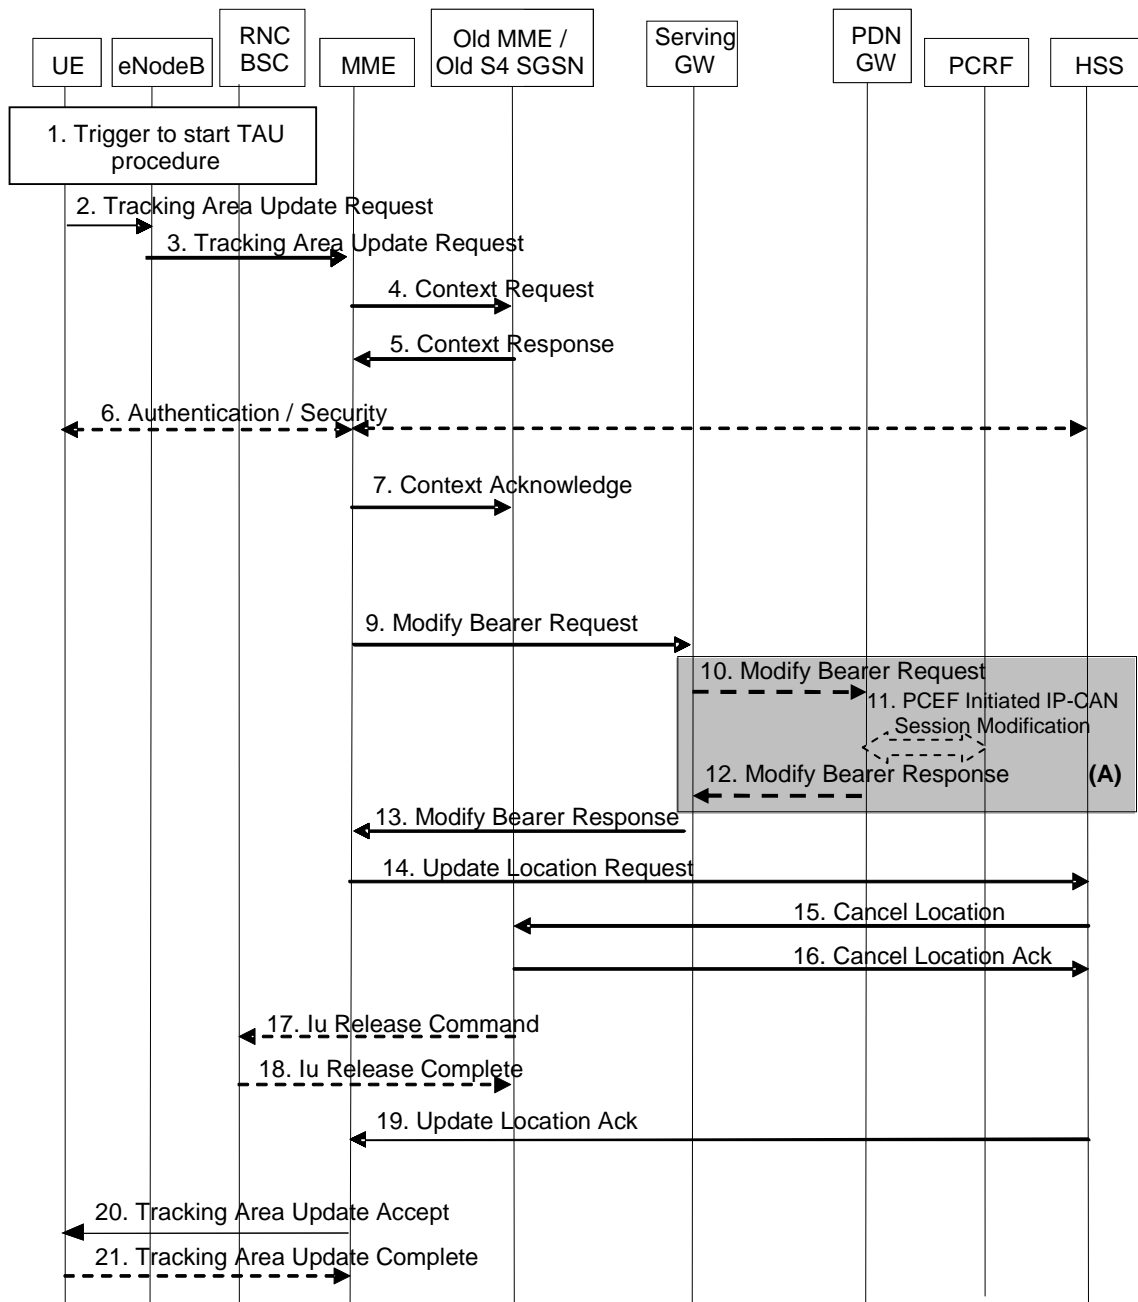 UE
eNodeB
RNC
BSC
MME
Old MME /
Old S4 SGSN
Serving
GW
PDN
GW
PCRF
HSS
1. Trigger to start TAU
procedure
2. Tracking Area Update Request
3. Tracking Area Update Request
4. Context Request
5. Context Response
6. Authentication / Security
7. Context Acknowledge
9. Modify Bearer Request
10. Modify Bearer Request
11. PCEF Initiated IP-CAN
Session Modification
12. Modify Bearer Response
(A)
13. Modify Bearer Response
14. Update Location Request
15. Cancel Location
16. Cancel Location Ack
17. Iu Release Command
18. Iu Release Complete
19. Update Location Ack
20. Tracking Area Update Accept
21. Tracking Area Update Complete